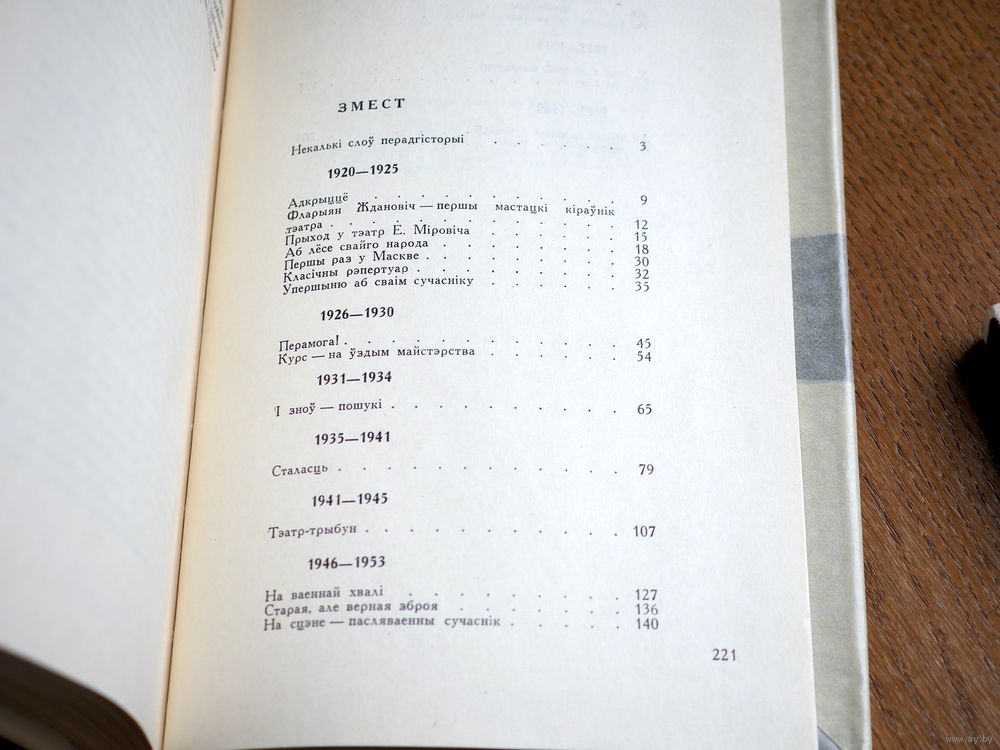 ЗМЕСТ
Некалькі слоў перадгісторыі . . . . . . 3
1920—1925
Адкрыццё . . . . . . . . . . 9
Фларыян Ждановіч — першы мастацкі кіраўнік
тэатра . . . . . . . . . . . 12
Прыход у тэатр Е. Міровіча . . . . . . 15
Аб лёсе свайго народа . . . . . . . 18
Першы раз у Маскве . . . . . . . . 30
Класічны рэпертуар . . . . . . . . 32
Упершыню аб сваім сучасніку . . . . . . 35
1926—1930
Перамога! . . . . . . . . . . 45
Курс — на ўздым майстэрства . . . . . . 54
1931—1934
І зноў — пошукі . . . . . . . . . 65
1935—1941
Сталасць . . . . . . . . . . . 79
1941—1945
Тэатр-трыбун . . . . . . . . . . 107
1946—1953
На ваеннай хвалі . . . . . . . . . 127
Старая, але верная зброя . . . . . . . 136
На сцэне — пасляваенны сучаснік . . . . . 140
221
www.ay.by